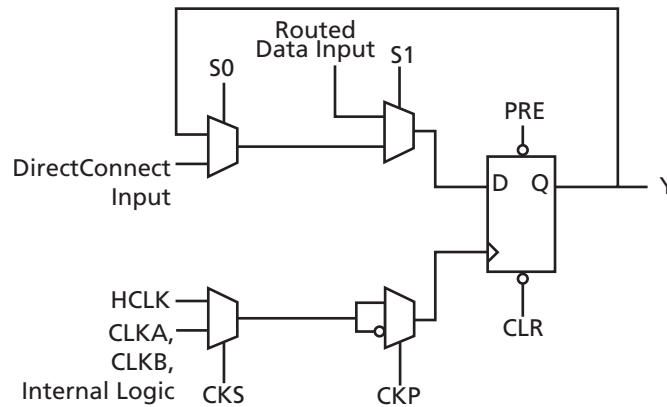 Routed
Data Input
S1
S0
PRE
DirectConnect
Input
D Q
Y
HCLK
CLKA,
CLKB,
Internal Logic
CKS
CKP
CLR